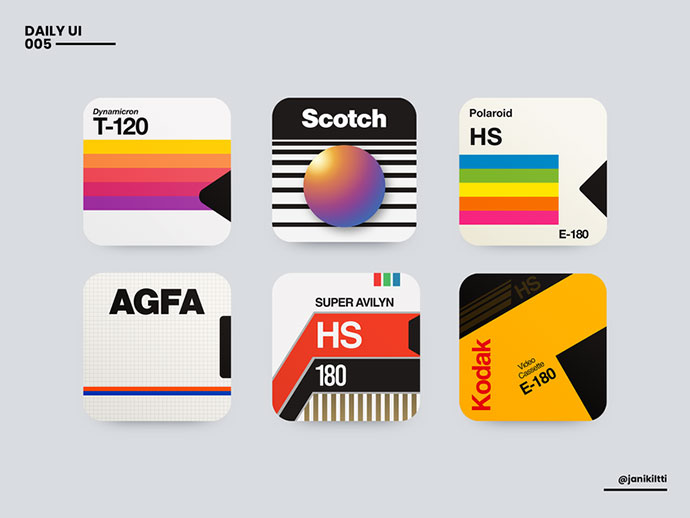 DAILY UI
005
Dynamicron
T-120
Scotch
Polaroid
HS
E-180
AGFA
SUPER AVILYN
HS
180
HS
Kodak
Video
Cassette
E-180
@janikiltti